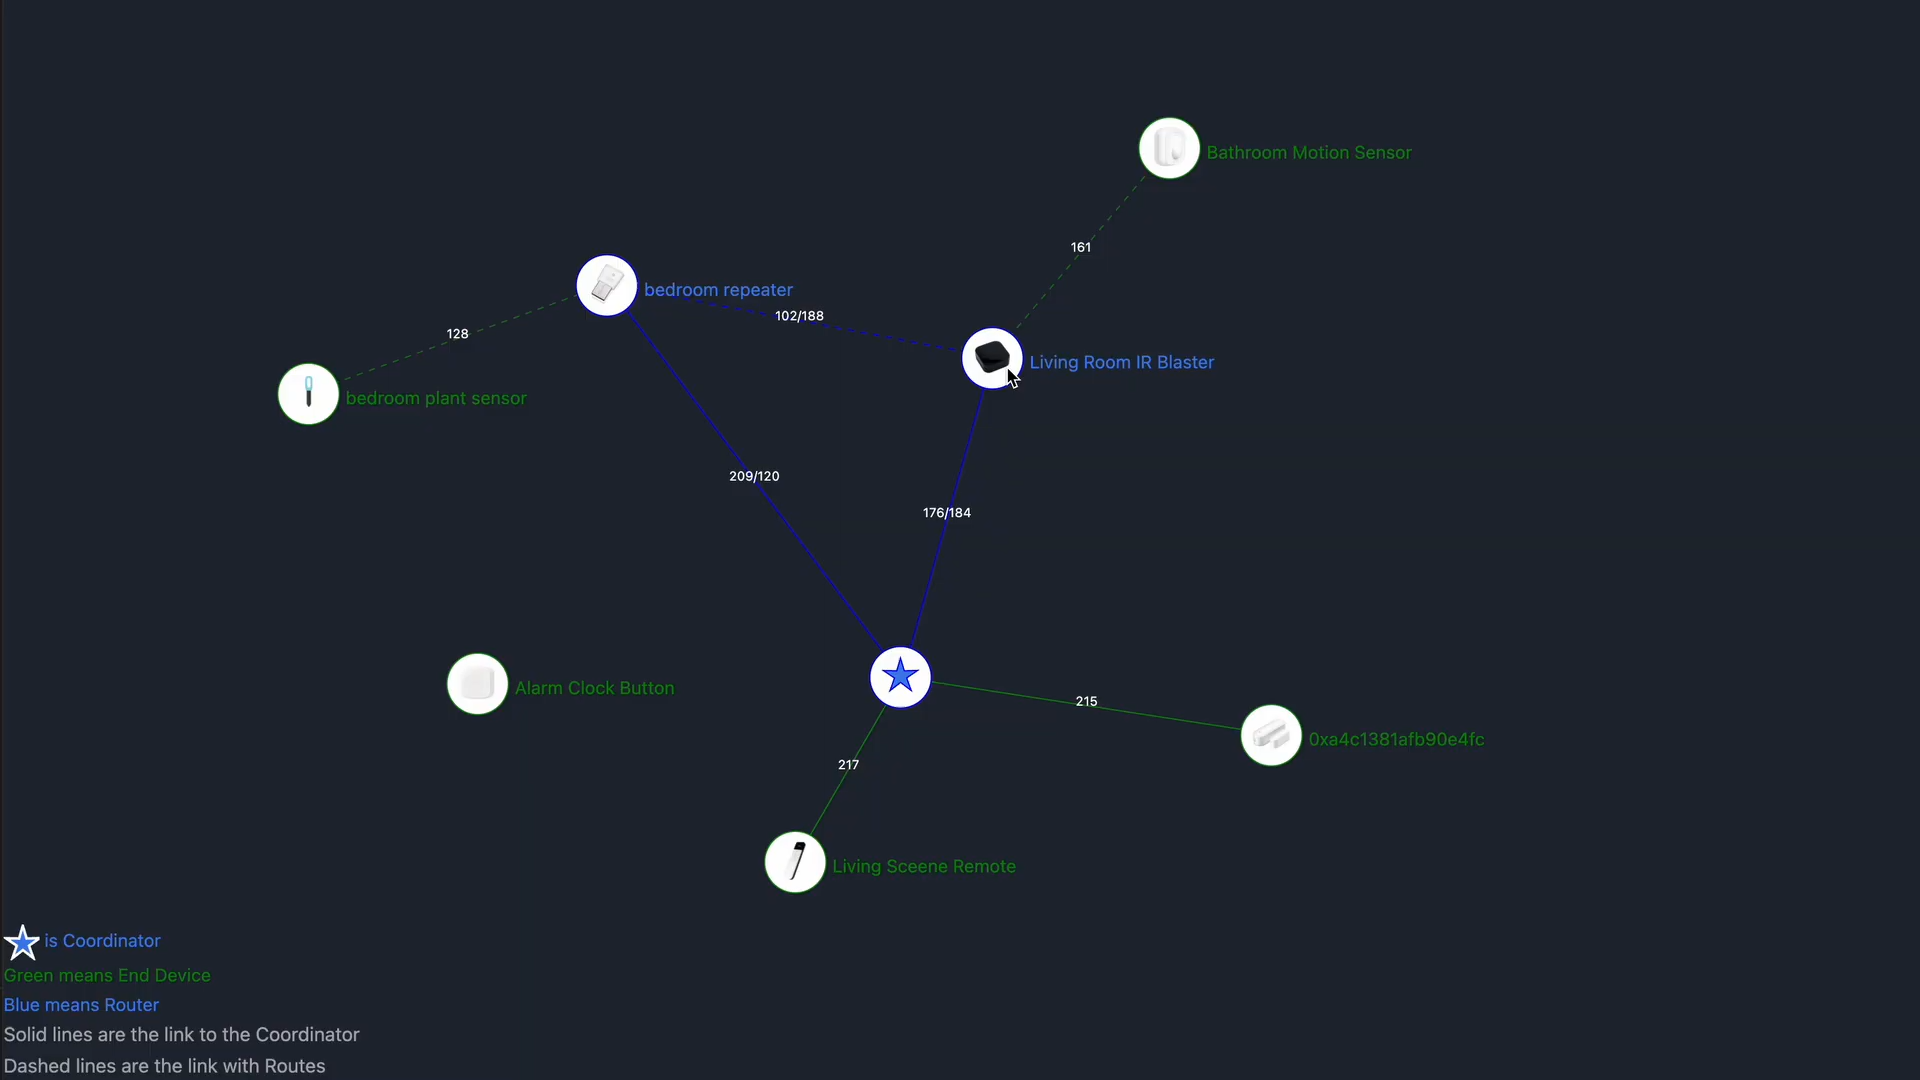 Bathroom Motion Sensor
161
bedroom repeater
102/188
128
Living Room IR Blaster
bedroom plant sensor
209/120
176/184
Alarm Clock Button
215
0xa4c1381afb90e4fc
217
Living Sceene Remote
is Coordinator
Green means End Device
Blue means Router
Solid lines are the link to the Coordinator
Dashed lines are the link with Routes